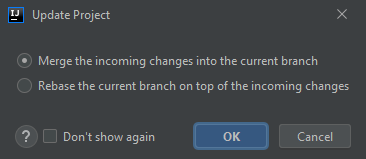 IJ Update Project
Merge the incoming changes into the current branch
Rebase the current branch on top of the incoming changes
? Don't show again OK Cancel